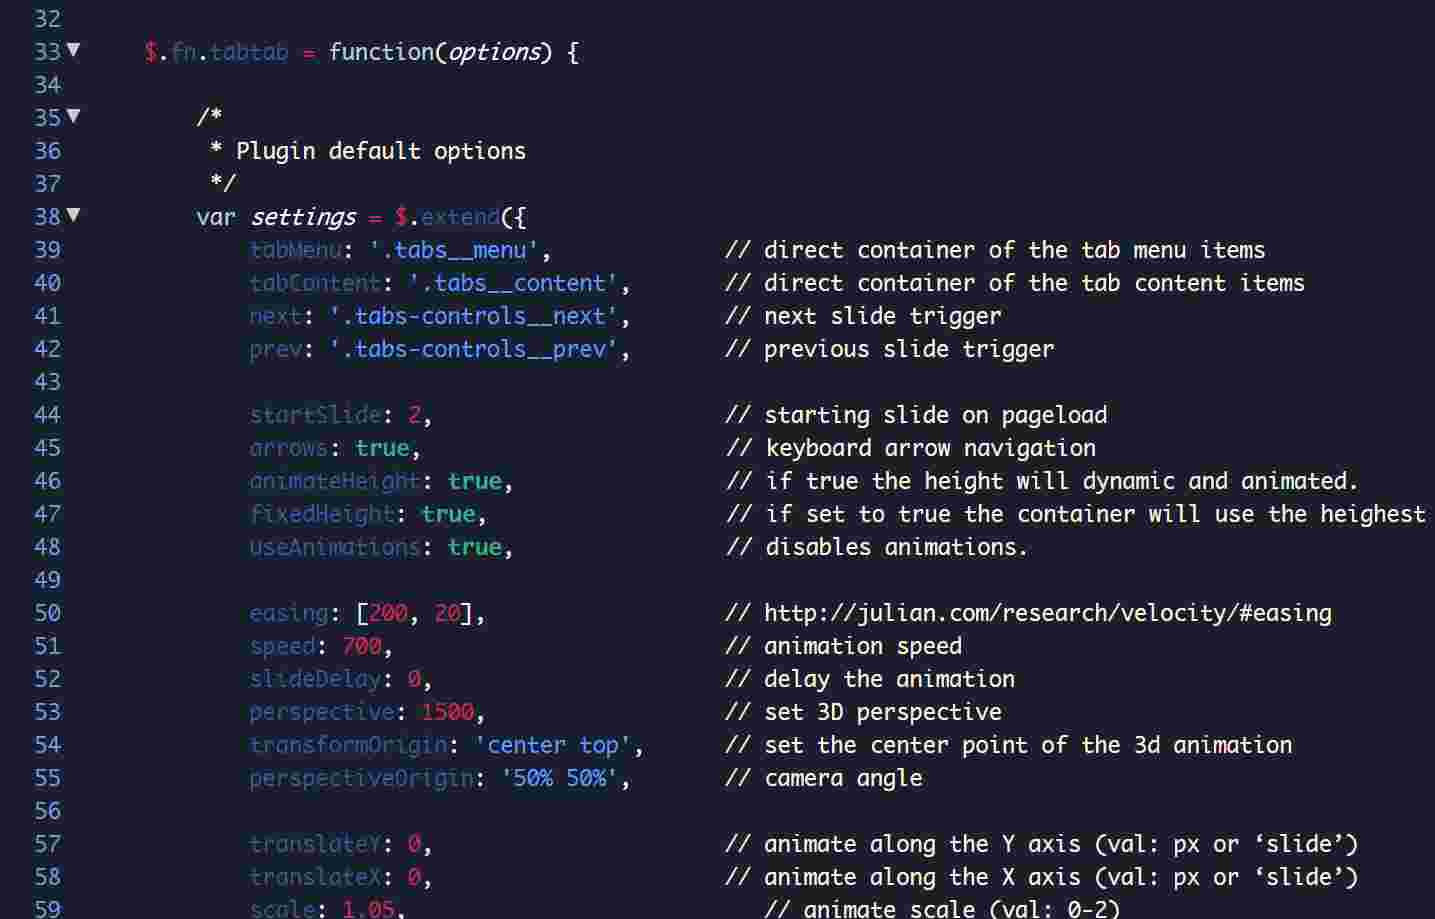 32
33 $.fn.tabtab = function(options) {
34
35 /*
36 * Plugin default options
37 */
38 var settings = $.extend({
39 tabMenu: '.tabs__menu', // direct container of the tab menu items
40 tabContent: '.tabs__content', // direct container of the tab content items
41 next: '.tabs-controls__next', // next slide trigger
42 prev: '.tabs-controls__prev', // previous slide trigger
43
44 startSlide: 2, // starting slide on pageload
45 arrows: true, // keyboard arrow navigation
46 animateHeight: true, // if true the height will dynamic and animated.
47 fixedHeight: true, // if set to true the container will use the heighest
48 useAnimations: true, // disables animations.
49
50 easing: [200, 20], // http://julian.com/research/velocity/#easing
51 speed: 700, // animation speed
52 slideDelay: 0, // delay the animation
53 perspective: 1500, // set 3D perspective
54 transformOrigin: 'center top', // set the center point of the 3d animation
55 perspectiveOrigin: '50% 50%', // camera angle
56
57 translateY: 0, // animate along the Y axis (val: px or ‘slide’)
58 translateX: 0, // animate along the X axis (val: px or ‘slide’)
59 scale: 1.05, // animate scale (val: 0-2)